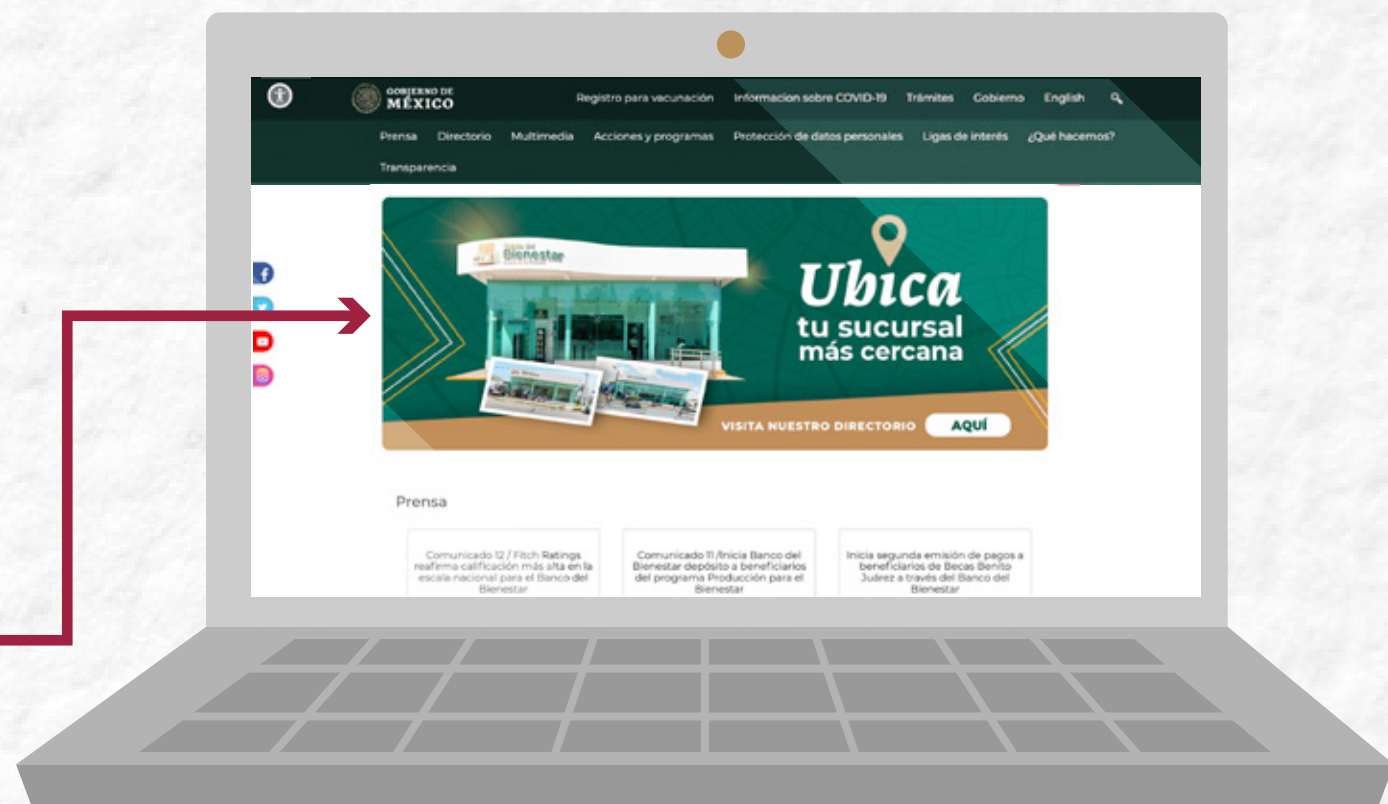 GOBIERNO DE
MÉXICO
Registro para vacunación Informacion sobre COVID-19 Trámites Gobierno English
Prensa Directorio Multimedia Acciones y programas Protección de datos personales Ligas de interés ¿Qué hacemos?
Transparencia
Bienestar
Ubica
tu sucursal
más cercana
VISITA NUESTRO DIRECTORIO AQUÍ
Prensa
Comunicado 12 / Fitch Ratings
reafirma calificación más alta en la
escala nacional para el Banco del
Bienestar
Comunicado 11 /Inicia Banco del
Bienestar depósito a beneficiarios
del programa Producción para el
Bienestar
Inicia segunda emisión de pagos a
beneficiarios de Becas Benito
Juárez a través del Banco del
Bienestar